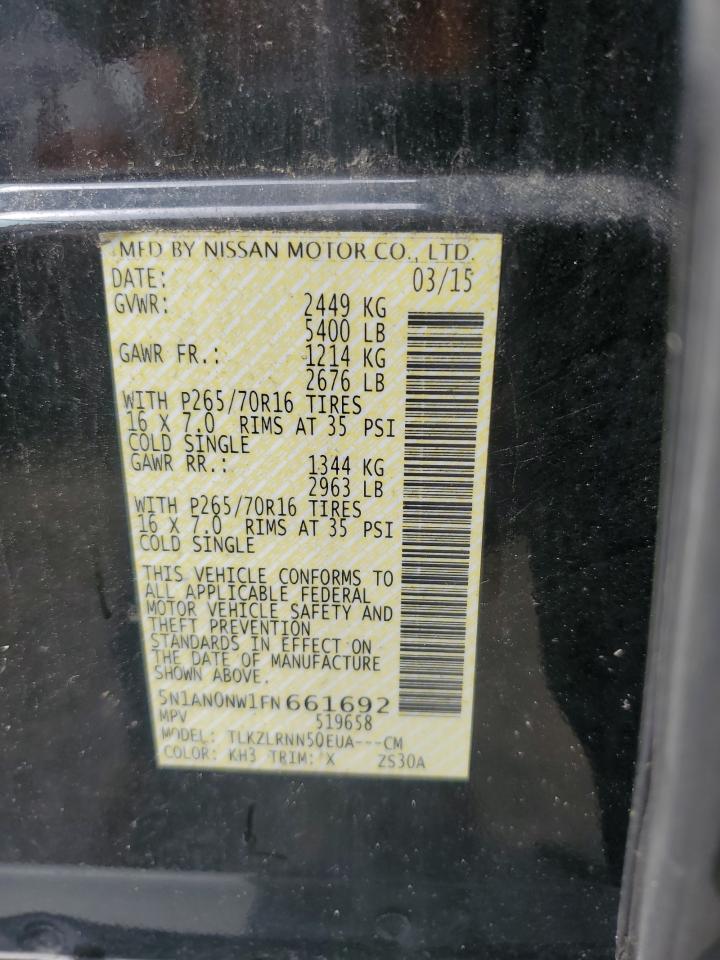 MFD BY NISSAN MOTOR CO., LTD.
DATE: 03/15
GVWR: 2449 KG
5400 LB
GAWR FR.: 1214 KG
2676 LB
WITH P265/70R16 TIRES
16 X 7.0 RIMS AT 35 PSI
COLD SINGLE
GAWR RR.: 1344 KG
2963 LB
WITH P265/70R16 TIRES
16 X 7.0 RIMS AT 35 PSI
COLD SINGLE
THIS VEHICLE CONFORMS TO
ALL APPLICABLE FEDERAL
MOTOR VEHICLE SAFETY AND
THEFT PREVENTION
STANDARDS IN EFFECT ON
THE DATE OF MANUFACTURE
SHOWN ABOVE.
5N1AN0NW1FN661692
MPV 519658
MODEL: TLKZLRNN50EUA---CM
COLOR: KH3 TRIM: X ZS30A